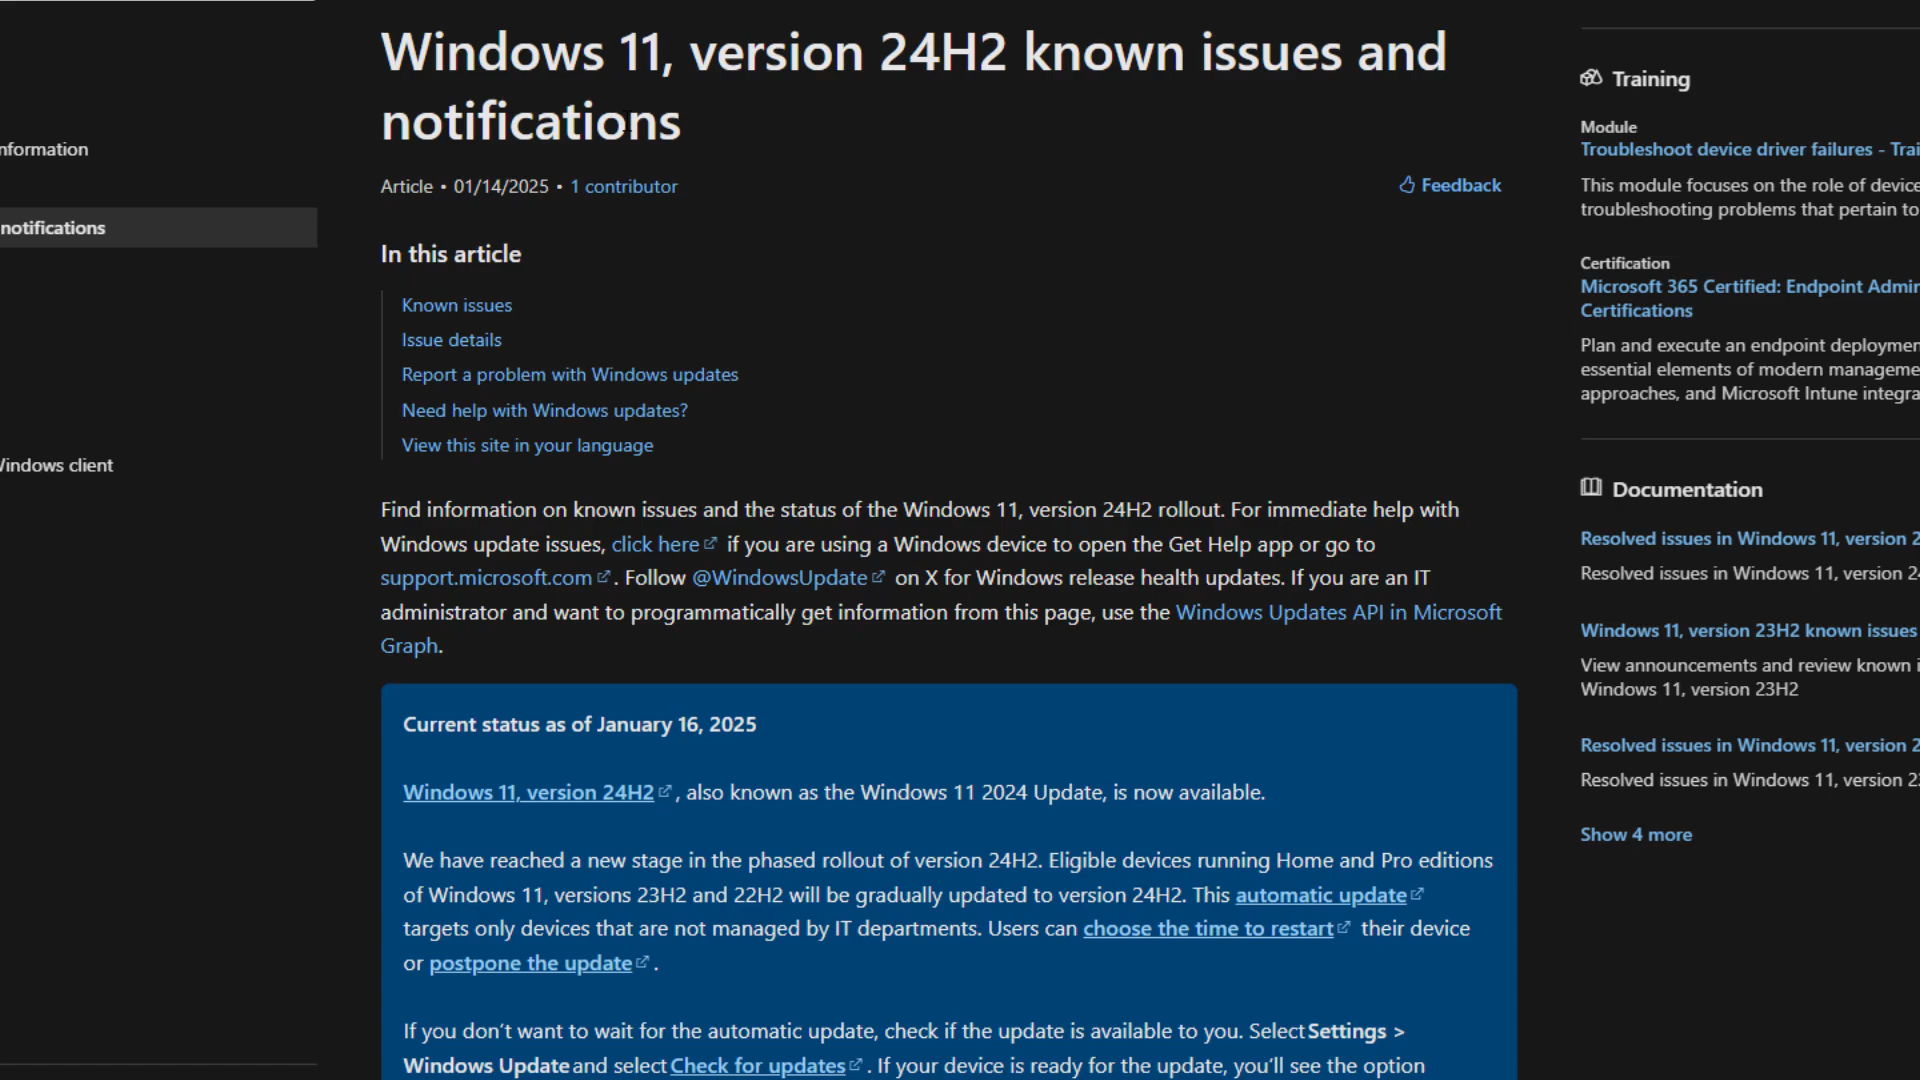 Windows 11, version 24H2 known issues and
notifications
Article • 01/14/2025 • 1 contributor
Feedback
In this article
Known issues
Issue details
Report a problem with Windows updates
Need help with Windows updates?
View this site in your language
Find information on known issues and the status of the Windows 11, version 24H2 rollout. For immediate help with
Windows update issues, click here if you are using a Windows device to open the Get Help app or go to
support.microsoft.com. Follow @WindowsUpdate on X for Windows release health updates. If you are an IT
administrator and want to programmatically get information from this page, use the Windows Updates API in Microsoft
Graph.
Current status as of January 16, 2025
Windows 11, version 24H2, also known as the Windows 11 2024 Update, is now available.
We have reached a new stage in the phased rollout of version 24H2. Eligible devices running Home and Pro editions
of Windows 11, versions 23H2 and 22H2 will be gradually updated to version 24H2. This automatic update
targets only devices that are not managed by IT departments. Users can choose the time to restart their device
or postpone the update.
If you don’t want to wait for the automatic update, check if the update is available to you. Select Settings >
Windows Update and select Check for updates. If your device is ready for the update, you’ll see the option
nformation
notifications
Windows client
Training
Module
Troubleshoot device driver failures - Trai
This module focuses on the role of device
troubleshooting problems that pertain to
Certification
Microsoft 365 Certified: Endpoint Admin
Certifications
Plan and execute an endpoint deploymen
essential elements of modern manageme
approaches, and Microsoft Intune integra
Documentation
Resolved issues in Windows 11, version 2
Resolved issues in Windows 11, version 24
Windows 11, version 23H2 known issues
View announcements and review known i
Windows 11, version 23H2
Resolved issues in Windows 11, version 2
Resolved issues in Windows 11, version 23
Show 4 more